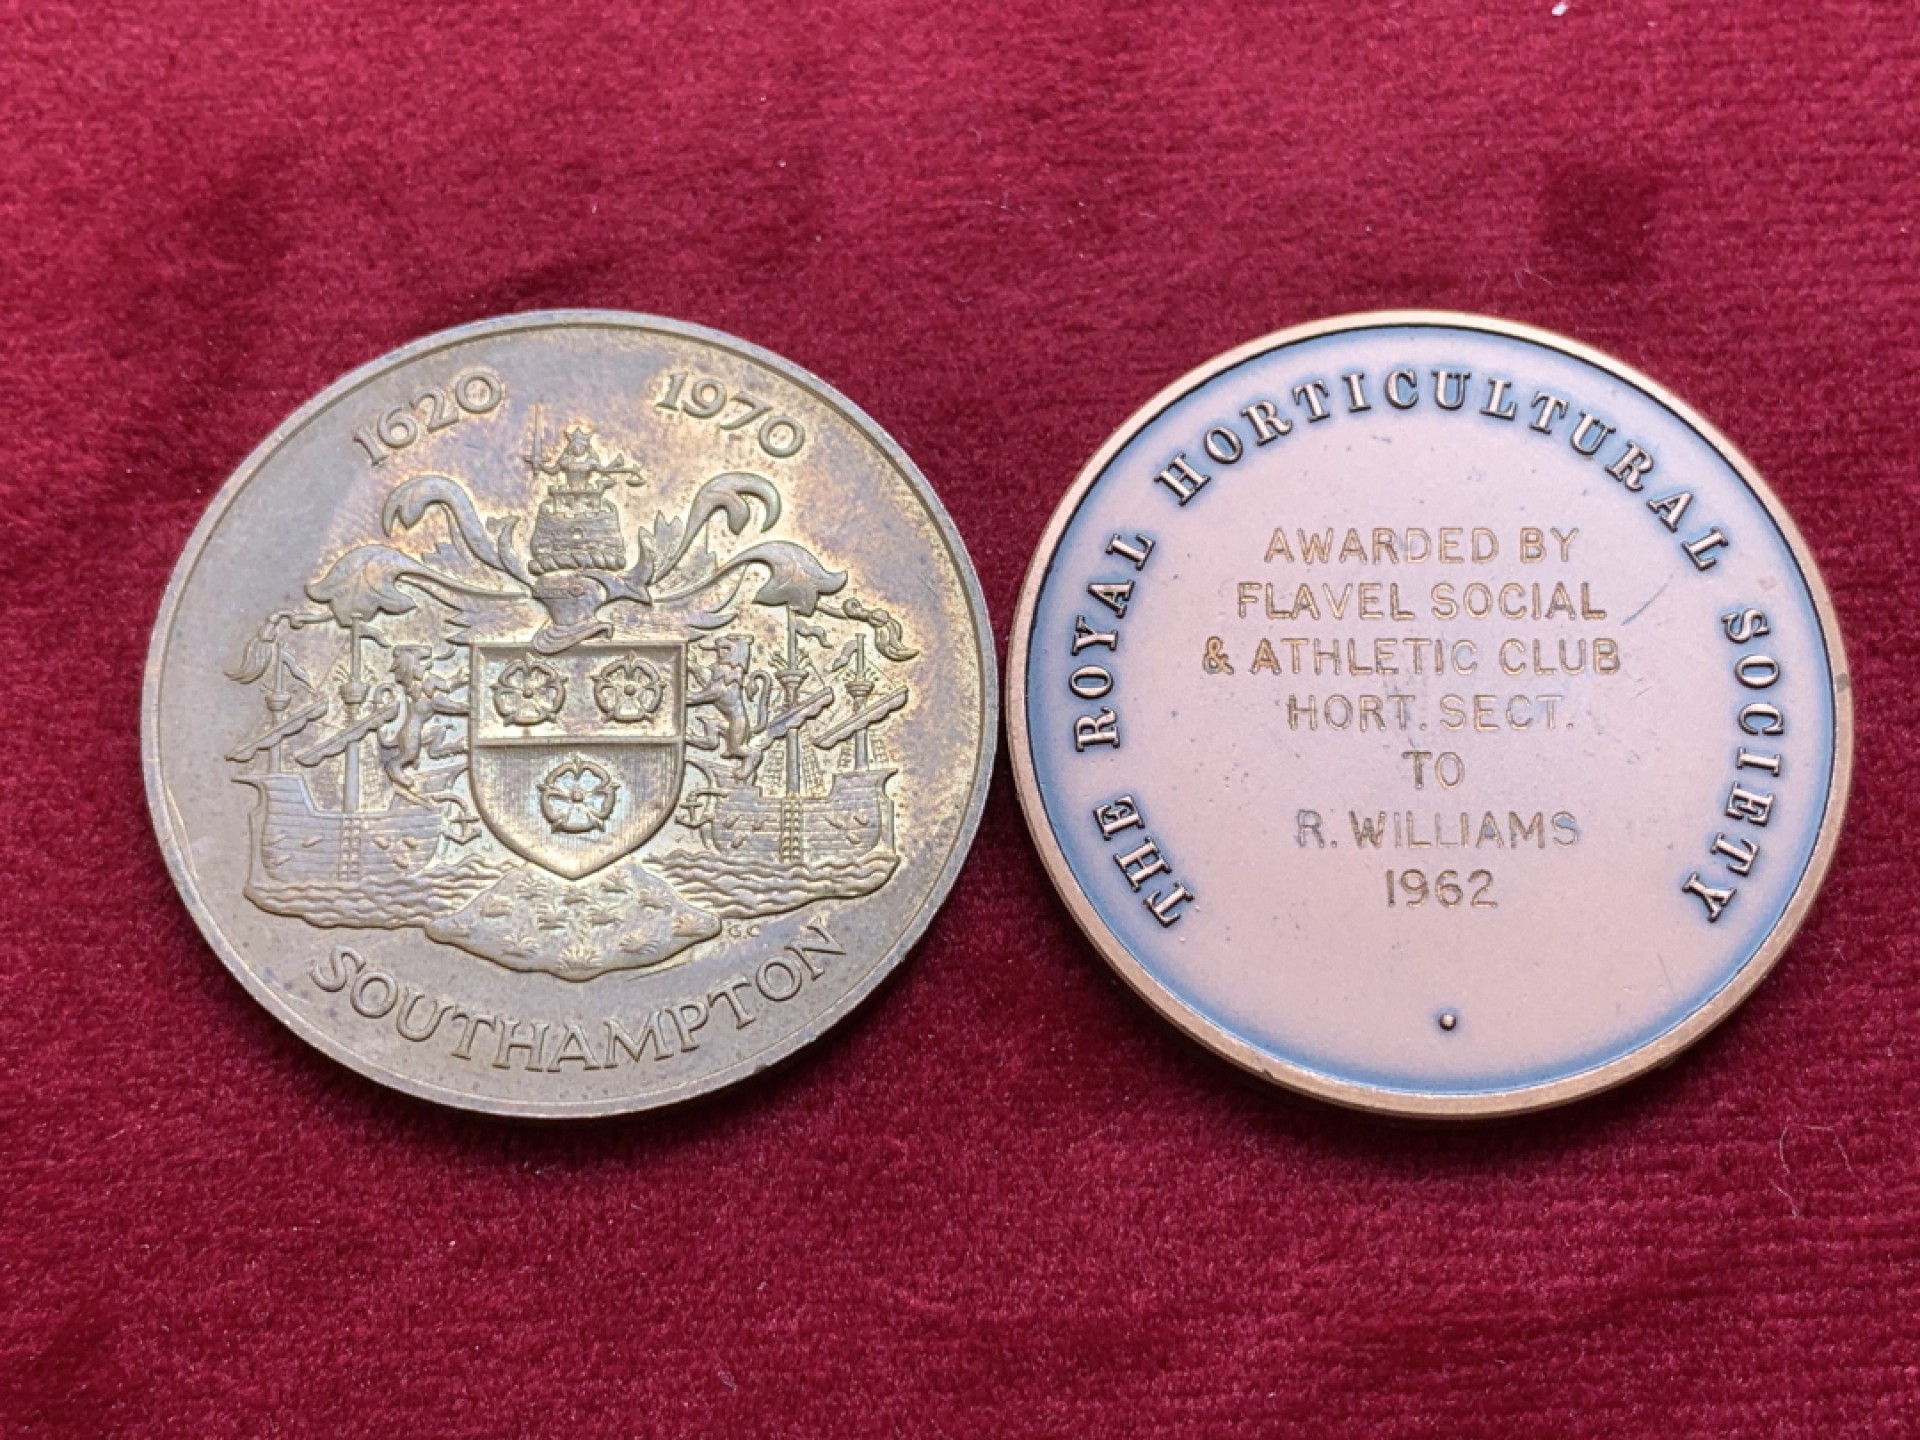 1620 1970
SOUTHAMPTON
THE ROYAL HORTICULTURAL SOCIETY
AWARDED BY
FLAVEL SOCIAL
& ATHLETIC CLUB
HORT. SECT.
TO
R. WILLIAMS
1962